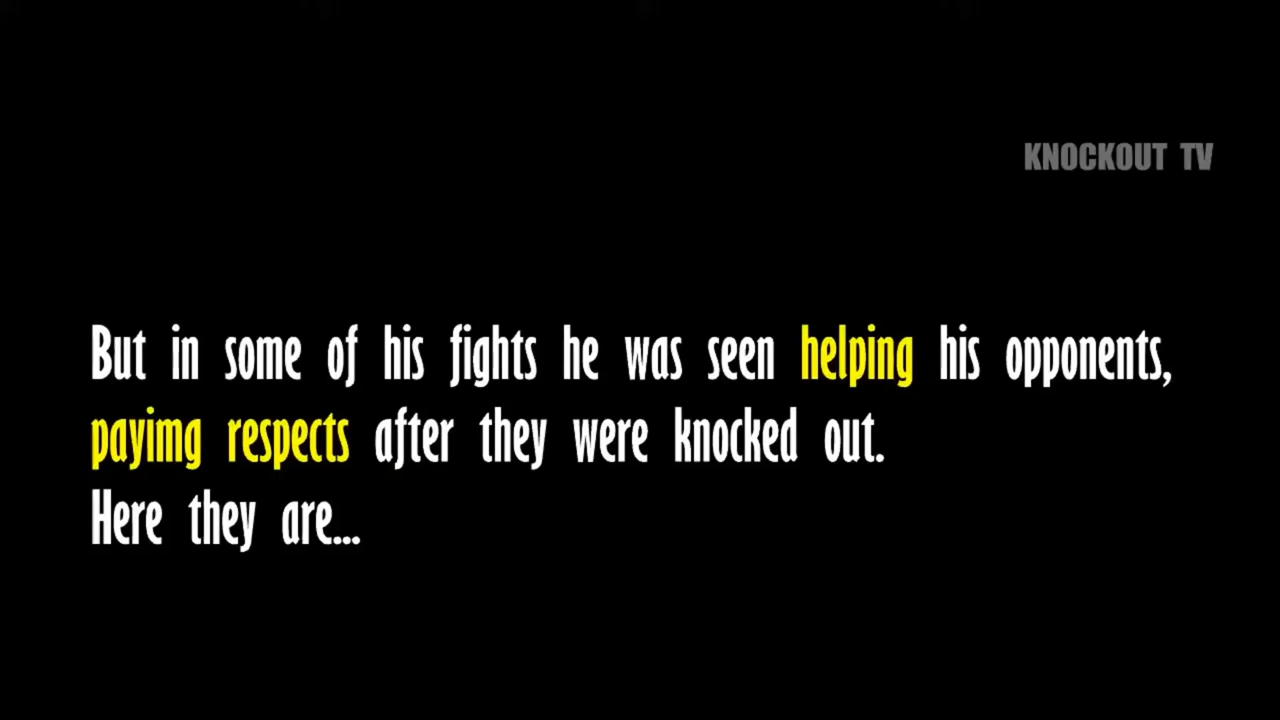 KNOCKOUT TV
But in some of his fights he was seen helping his opponents,
payimg respects after they were knocked out.
Here they are...